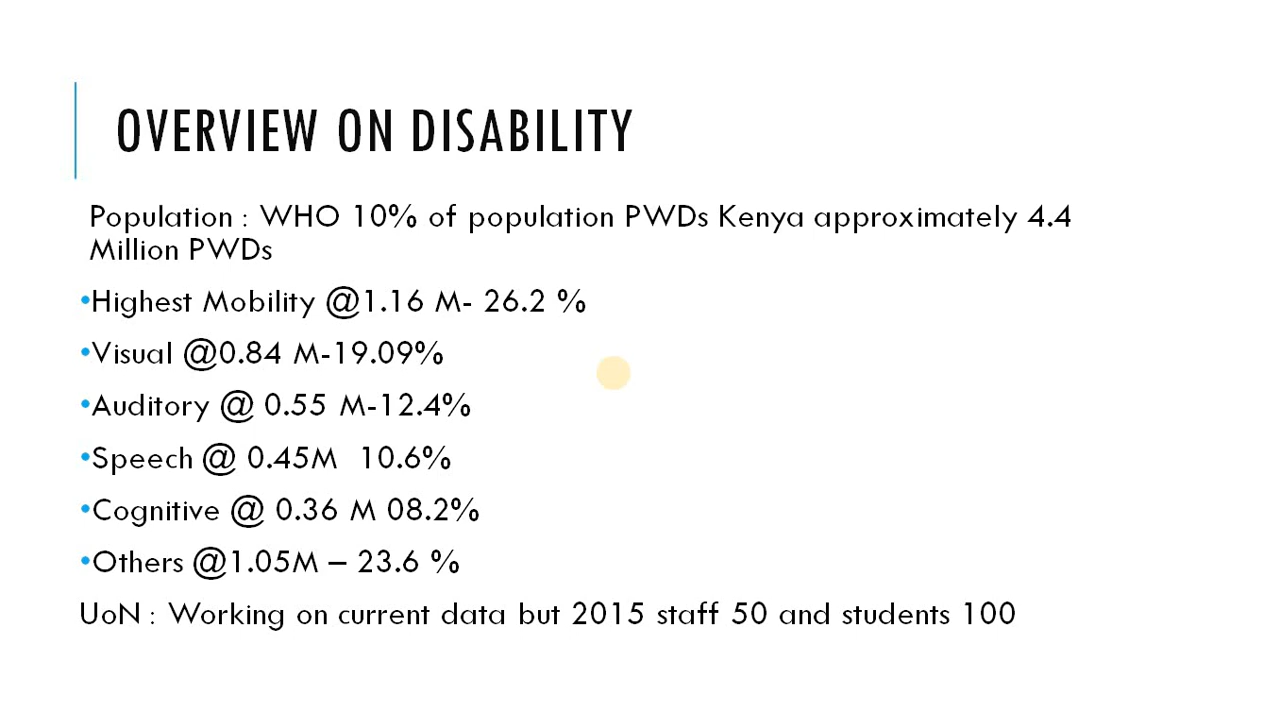 OVERVIEW ON DISABILITY
Population : WHO 10% of population PWDs Kenya approximately 4.4
Million PWDs
•Highest Mobility @1.16 M- 26.2 %
•Visual @0.84 M-19.09%
•Auditory @ 0.55 M-12.4%
•Speech @ 0.45M  10.6%
•Cognitive @ 0.36 M 08.2%
•Others @1.05M – 23.6 %
UoN : Working on current data but 2015 staff 50 and students 100